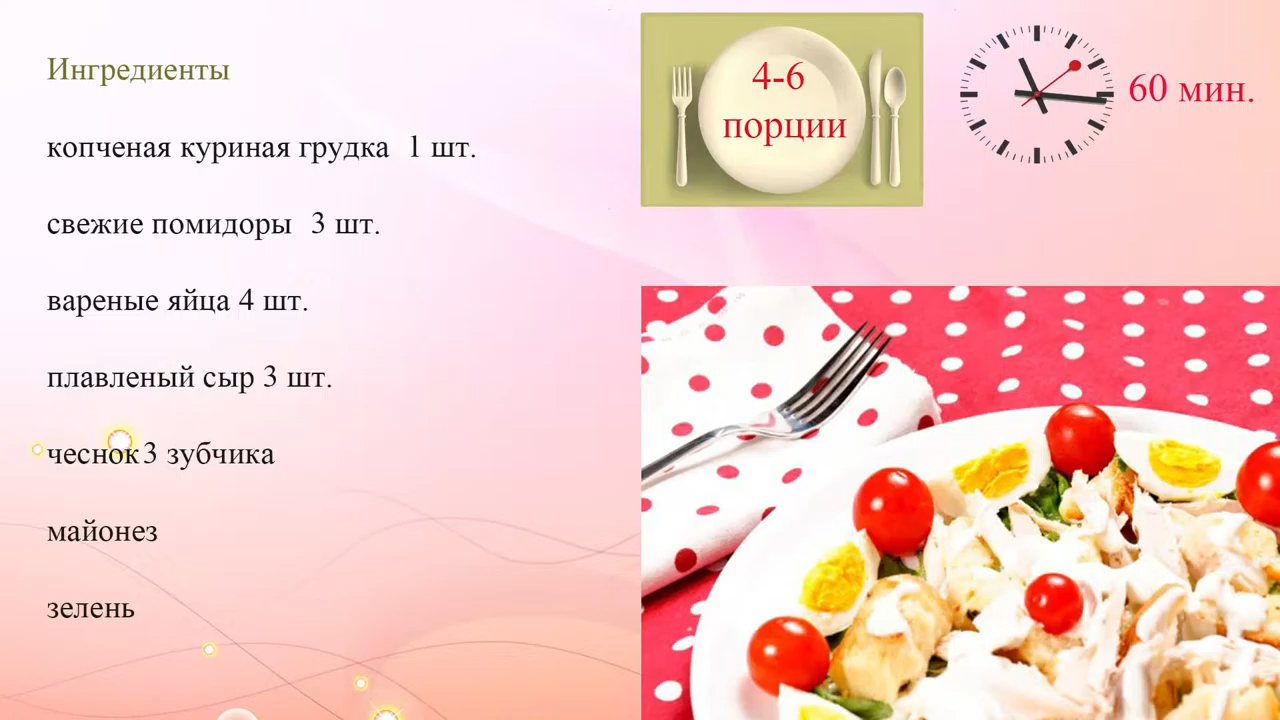 Ингредиенты
копченая куриная грудка 1 шт.
свежие помидоры 3 шт.
вареные яйца 4 шт.
плавленый сыр 3 шт.
чеснок 3 зубчика
майонез
зелень
4-6
порции
60 мин.